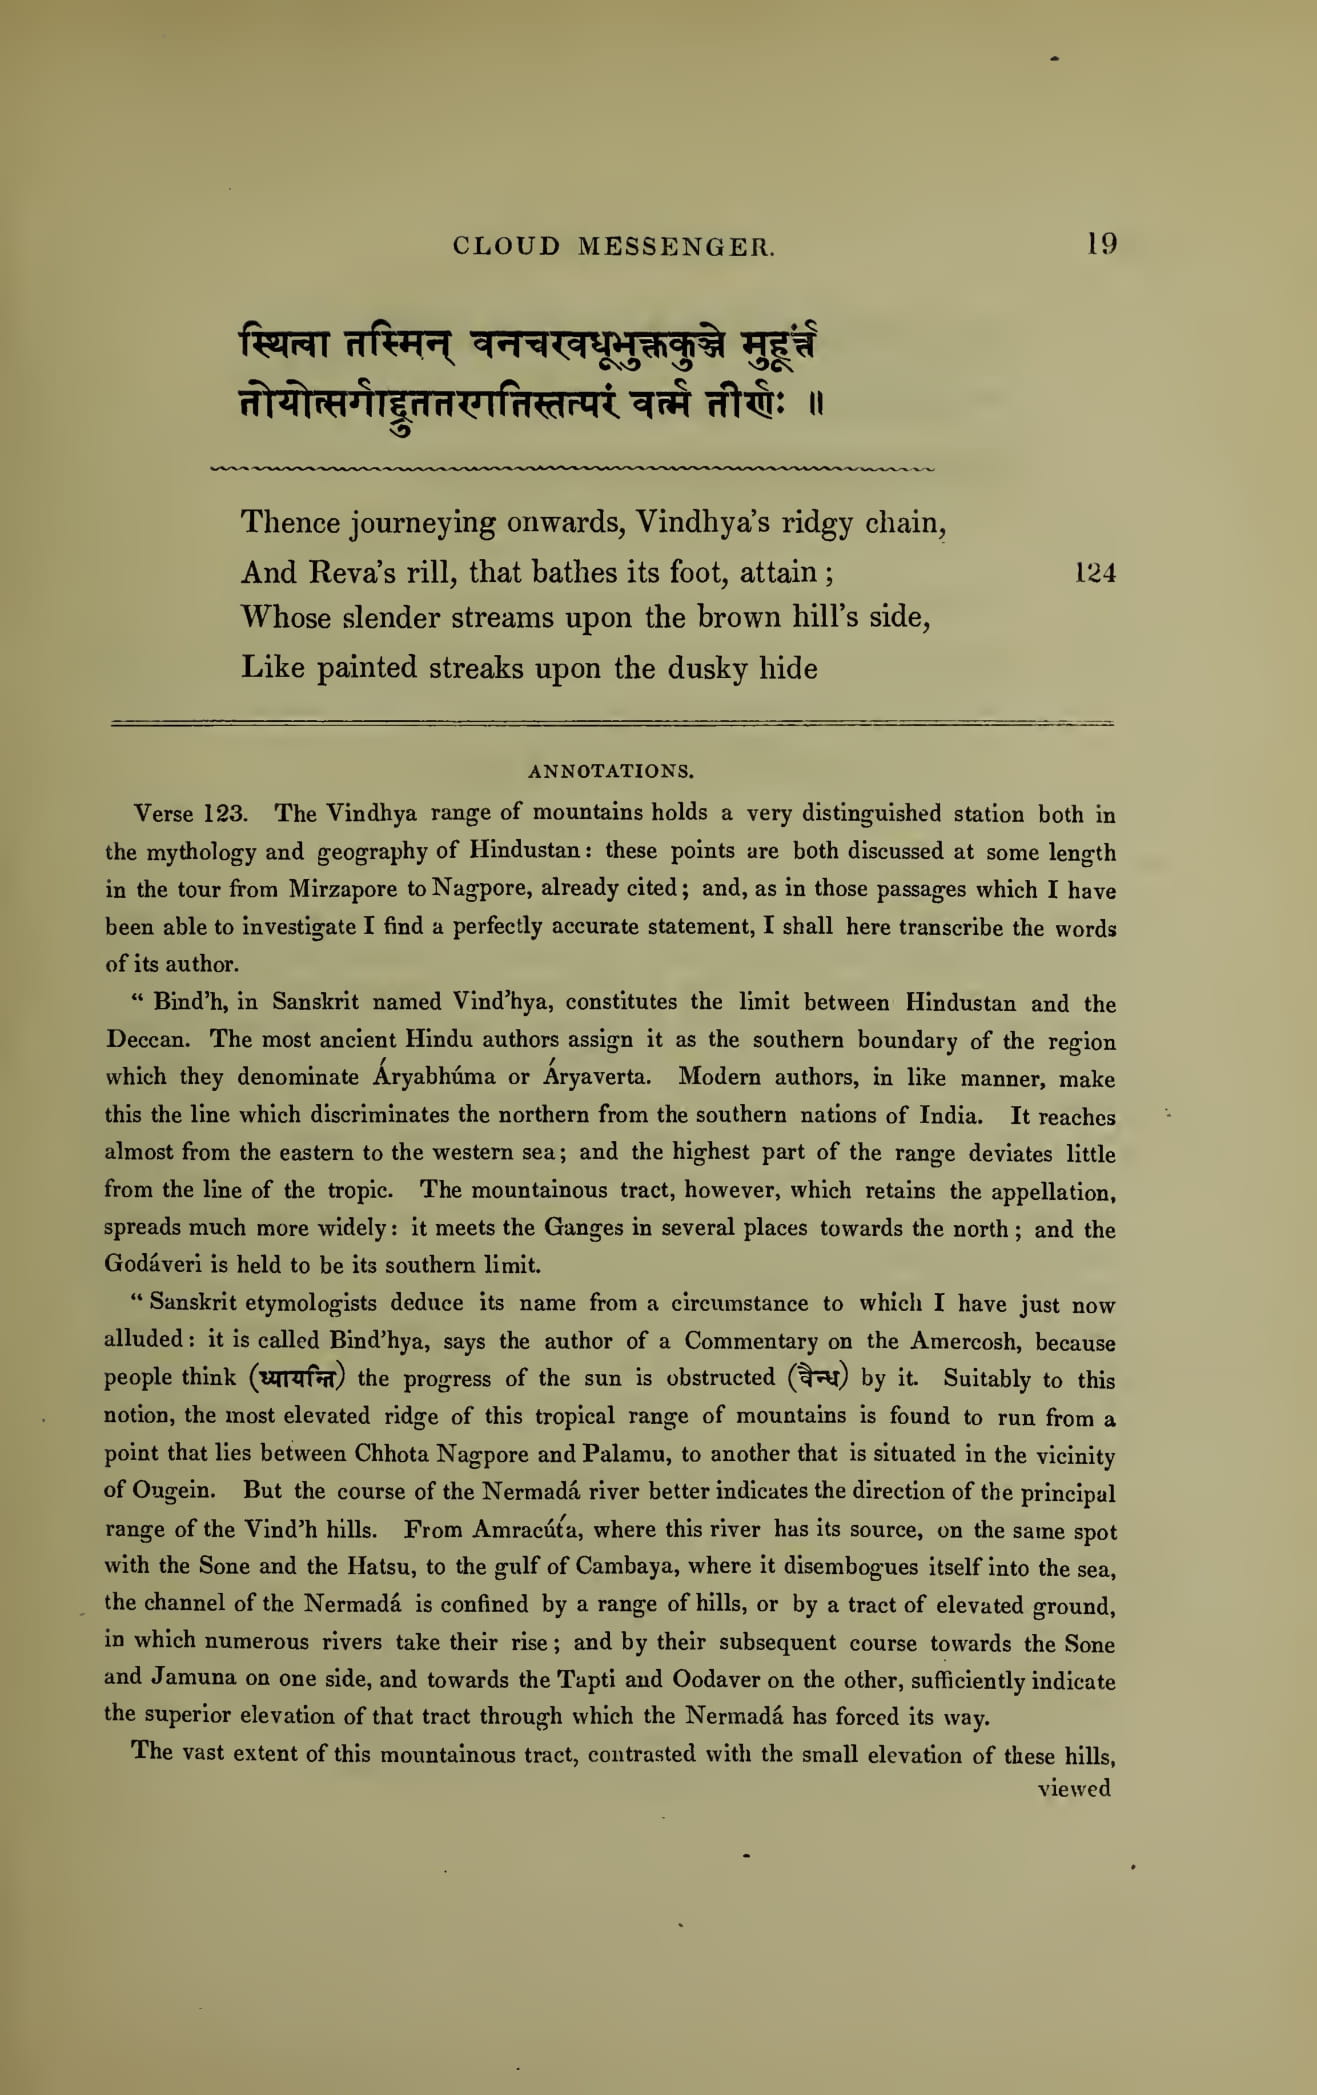 CLOUD MESSENGER. 19
स्थित्वा तस्मिन् वनचरवधूभुक्तकुञ्जे मुहूर्त्तं
तोयोत्सर्गाद्द्रुततरगतिस्तत्परं वर्त्म तीर्णः ॥
Thence journeying onwards, Vindhya's ridgy chain,
And Reva's rill, that bathes its foot, attain ; 124
Whose slender streams upon the brown hill's side,
Like painted streaks upon the dusky hide
ANNOTATIONS.
Verse 123. The Vindhya range of mountains holds a very distinguished station both in
the mythology and geography of Hindustan: these points are both discussed at some length
in the tour from Mirzapore to Nagpore, already cited; and, as in those passages which I have
been able to investigate I find a perfectly accurate statement, I shall here transcribe the words
of its author.
“ Bind’h, in Sanskrit named Vind’hya, constitutes the limit between Hindustan and the
Deccan. The most ancient Hindu authors assign it as the southern boundary of the region
which they denominate Áryabhúma or Áryaverta. Modern authors, in like manner, make
this the line which discriminates the northern from the southern nations of India. It reaches
almost from the eastern to the western sea; and the highest part of the range deviates little
from the line of the tropic. The mountainous tract, however, which retains the appellation,
spreads much more widely: it meets the Ganges in several places towards the north; and the
Godáveri is held to be its southern limit.
“ Sanskrit etymologists deduce its name from a circumstance to which I have just now
alluded: it is called Bind’hya, says the author of a Commentary on the Amercosh, because
people think (ध्यायन्ति) the progress of the sun is obstructed (वैन्ध) by it. Suitably to this
notion, the most elevated ridge of this tropical range of mountains is found to run from a
point that lies between Chhota Nagpore and Palamu, to another that is situated in the vicinity
of Ougein. But the course of the Nermadá river better indicates the direction of the principal
range of the Vind’h hills. From Amracút́a, where this river has its source, on the same spot
with the Sone and the Hatsu, to the gulf of Cambaya, where it disembogues itself into the sea,
the channel of the Nermadá is confined by a range of hills, or by a tract of elevated ground,
in which numerous rivers take their rise; and by their subsequent course towards the Sone
and Jamuna on one side, and towards the Tapti and Oodaver on the other, sufficiently indicate
the superior elevation of that tract through which the Nermadá has forced its way.
The vast extent of this mountainous tract, contrasted with the small elevation of these hills,
viewed